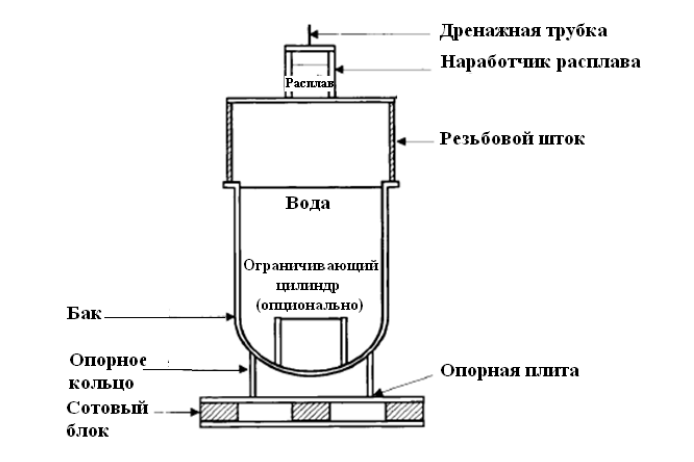 Дренажная трубка
Наработчик расплава
Расплав
Резьбовой шток
Вода
Ограничивающий
цилиндр
(опционально)
Бак
Опорное
кольцо
Опорная плита
Сотовый
блок